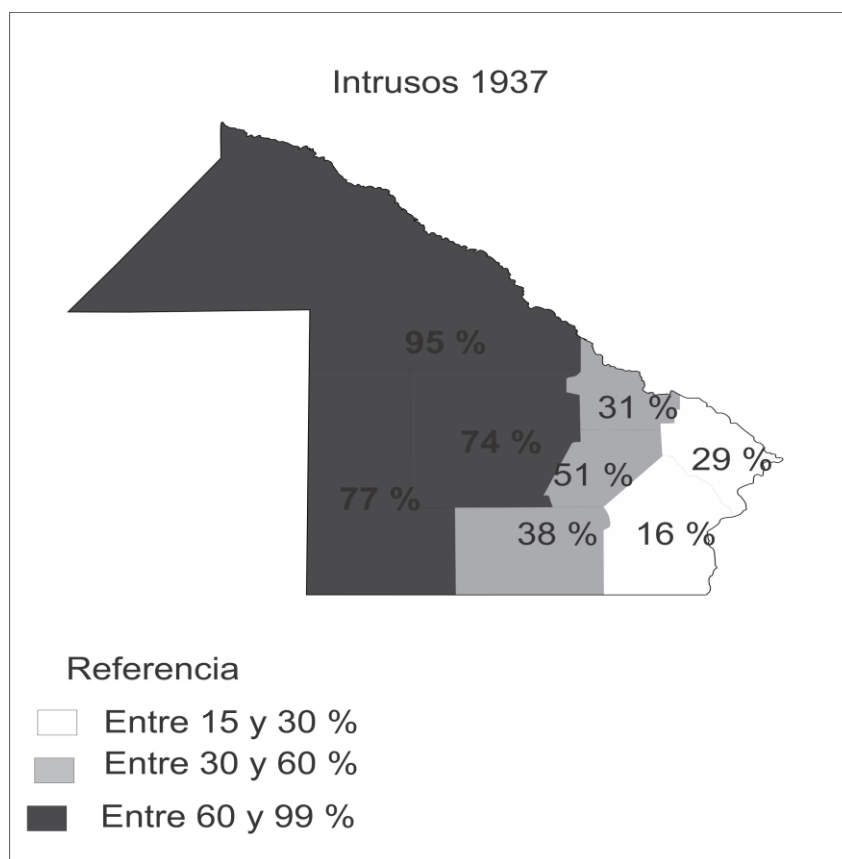 Intrusos 1937
95 %
31 %
74 %
29 %
51 %
77 %
38 %
16 %
Referencia
Entre 15 y 30 %
Entre 30 y 60 %
Entre 60 y 99 %